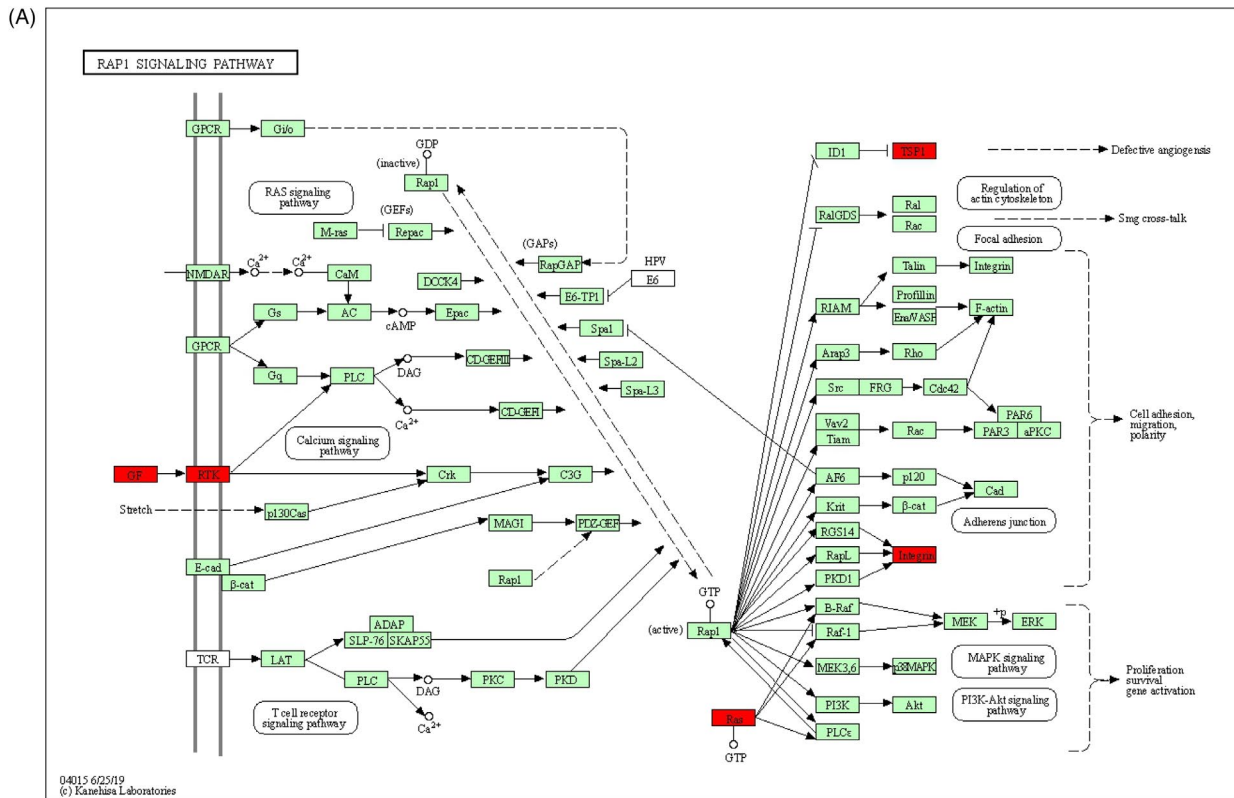 (A)
RAP1 SIGNALING PATHWAY
GPCR
Gi/o
GDP
(inactive)
Rap1
RAS signaling
pathway
(GEFs)
M-ras
Repac
(GAPs)
RapGAP
HPV
E6
E6-TP1
NMDAR
Ca2+
Ca2+
CaM
DOCK4
Gs
AC
cAMP
Epac
Spa1
GPCR
Gq
PLC
DAG
CD-GEFIII
Spa-L2
Spa-L3
Ca2+
CD-GEFI
Calcium signaling
pathway
GF
RTK
Crk
C3G
Stretch
p130Cas
MAGI
PDZ-GEF
E-cad
β-cat
Rap1
GTP
(active)
Rap1
ADAP
SLP-76
SKAP55
TCR
LAT
PLC
DAG
PKC
PKD
Ca2+
T cell receptor
signaling pathway
Ras
GTP
ID1
TSP1
Defective angiogensis
Regulation of
actin cytoskeleton
RalGDS
Ral
Rac
Smg cross-talk
Focal adhesion
Talin
Integrin
RIAM
Profillin
Ena/VASP
F-actin
Arap3
Rho
Src
FRG
Cdc42
PAR6
PAR3
aPKC
Vav2
Tiam
Rac
Cell adhesion,
migration,
polarity
AF6
p120
Cad
Krit
β-cat
Adherens junction
RGS14
RapL
Integrin
PKD1
B-Raf
MEK
+p
ERK
Raf-1
MEK3,6
p38MAPK
MAPK signaling
pathway
Proliferation
survival
gene activation
PI3K
Akt
PI3K-Akt signaling
pathway
PLCε
04015 6/25/19
(c) Kanehisa Laboratories